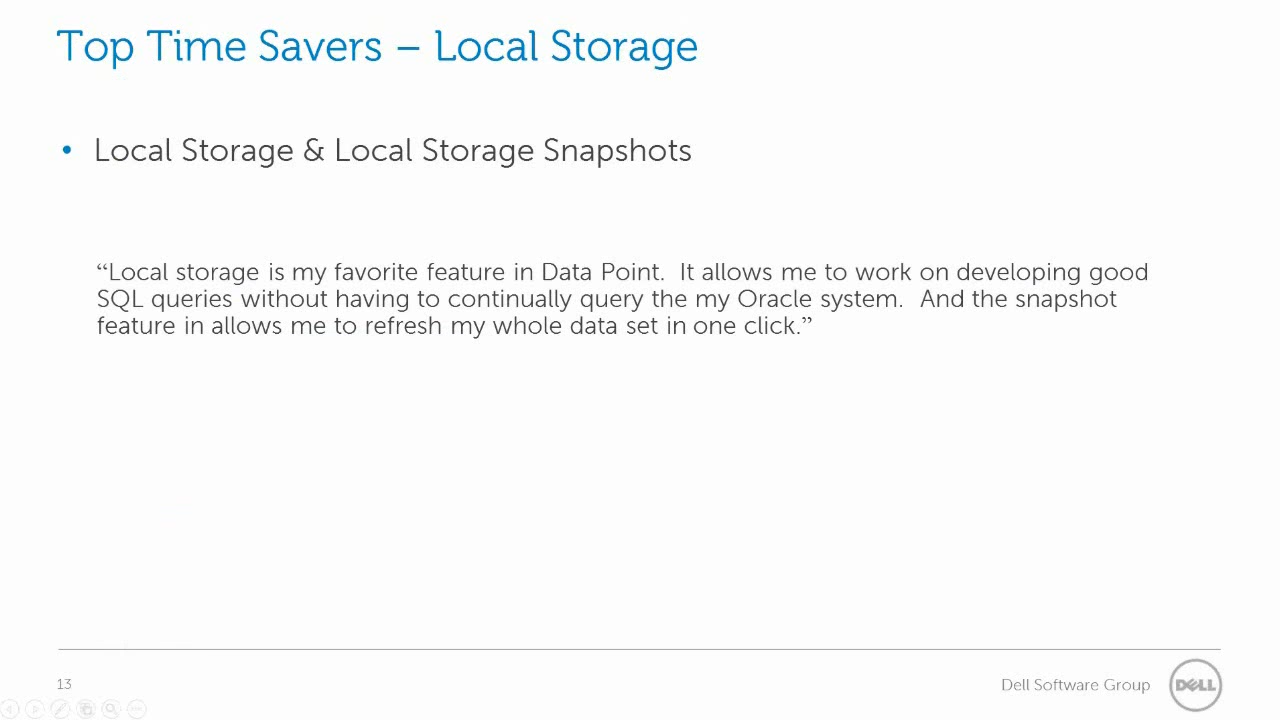 Top Time Savers – Local Storage
• Local Storage & Local Storage Snapshots
“Local storage is my favorite feature in Data Point.  It allows me to work on developing good
SQL queries without having to continually query the my Oracle system.  And the snapshot
feature in allows me to refresh my whole data set in one click.”
13
Dell Software Group
DELL